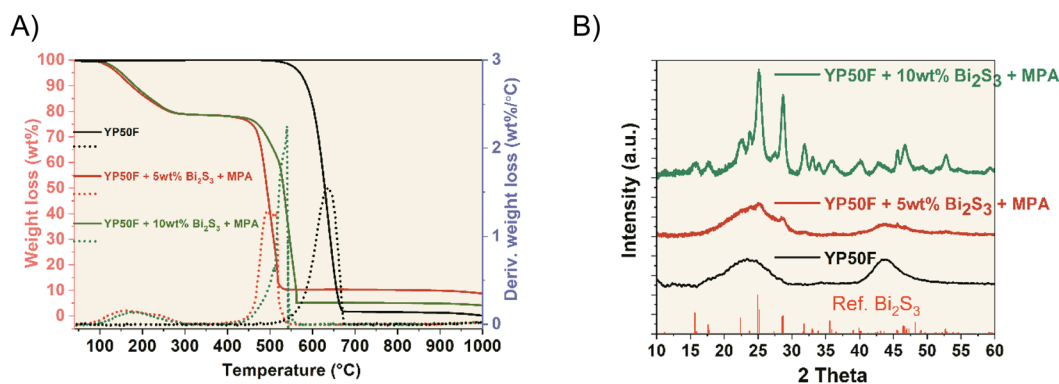 A)
Weight loss (wt%)
100
90
80
70
60
50
40
30
20
10
0
YP50F
YP50F + 5wt% Bi₂S₃ + MPA
YP50F + 10wt% Bi₂S₃ + MPA
3
2
1
0
Deriv. weight loss (wt%/°C)
100 200 300 400 500 600 700 800 900 1000
Temperature (°C)
B)
Intensity (a.u.)
YP50F + 10wt% Bi₂S₃ + MPA
YP50F + 5wt% Bi₂S₃ + MPA
YP50F
Ref. Bi₂S₃
10 15 20 25 30 35 40 45 50 55 60
2 Theta